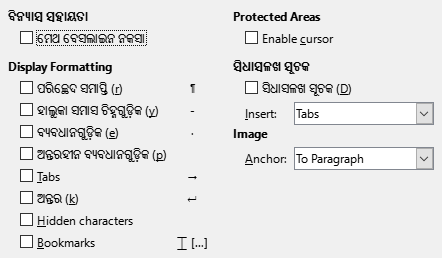 ବିନ୍ୟାସ ସହାୟତା
ମେଥ ବେସଲାଇନ ନକସା
Display Formatting
ପରିଚ୍ଛେଦ ସମାପ୍ତି (r) ¶
ହାଲୁକା ସମାସ ଚିହ୍ନଗୁଡ଼ିକ (y) -
ବ୍ୟବଧାନଗୁଡ଼ିକ (e) ·
ଅନ୍ତରହୀନ ବ୍ୟବଧାନଗୁଡ଼ିକ (p)
Tabs →
ଅନ୍ତର (k) ↵
Hidden characters
Bookmarks ⌶ [...]
Protected Areas
Enable cursor
ସିଧାସଳଖ ସୂଚକ
ସିଧାସଳଖ ସୂଚକ (D)
Insert: Tabs
Image
Anchor: To Paragraph